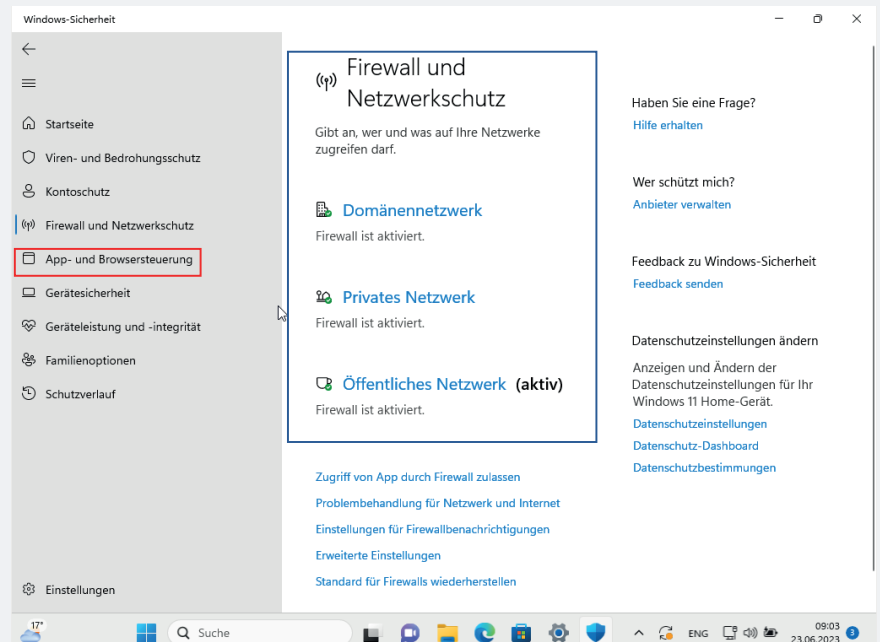 Windows-Sicherheit
Startseite
Viren- und Bedrohungsschutz
Kontoschutz
Firewall und Netzwerkschutz
App- und Browsersteuerung
Gerätesicherheit
Geräteleistung und -integrität
Familienoptionen
Schutzverlauf
Einstellungen
Firewall und
Netzwerkschutz
Gibt an, wer und was auf Ihre Netzwerke
zugreifen darf.
Domänennetzwerk
Firewall ist aktiviert.
Privates Netzwerk
Firewall ist aktiviert.
Öffentliches Netzwerk (aktiv)
Firewall ist aktiviert.
Zugriff von App durch Firewall zulassen
Problembehandlung für Netzwerk und Internet
Einstellungen für Firewallbenachrichtigungen
Erweiterte Einstellungen
Standard für Firewalls wiederherstellen
Haben Sie eine Frage?
Hilfe erhalten
Wer schützt mich?
Anbieter verwalten
Feedback zu Windows-Sicherheit
Feedback senden
Datenschutzeinstellungen ändern
Anzeigen und Ändern der
Datenschutzeinstellungen für Ihr
Windows 11 Home-Gerät.
Datenschutzeinstellungen
Datenschutz-Dashboard
Datenschutzbestimmungen
17°
Suche
ENG
09:03
23.06.2023
3